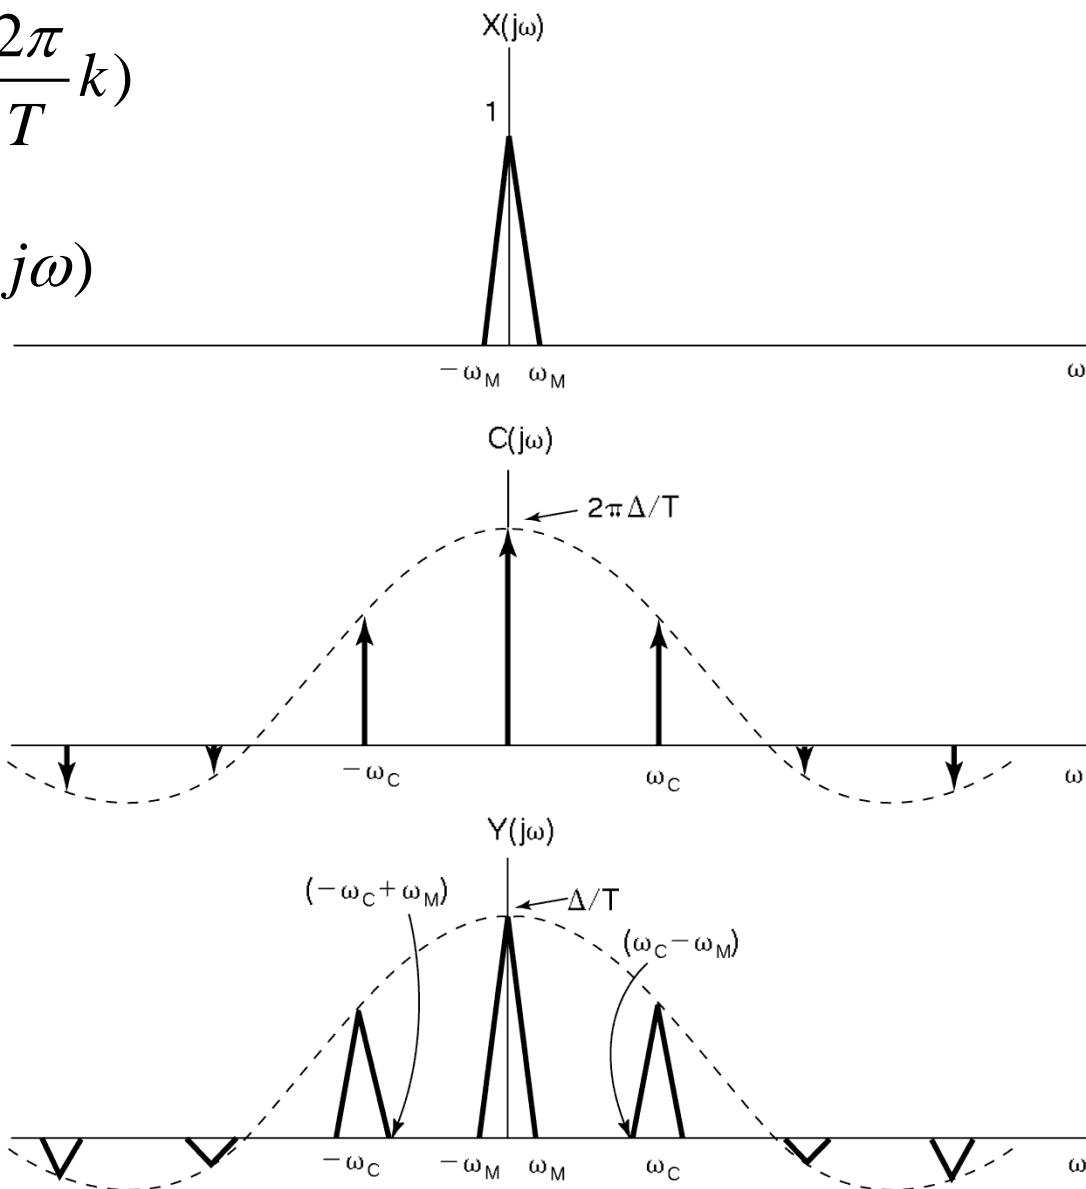 2π/T k)
jω)
X(jω)
1
−ω_M ω_M ω
C(jω)
2πΔ/T
−ω_C ω_C ω
Y(jω)
(−ω_C+ω_M) Δ/T
(ω_C−ω_M)
−ω_C −ω_M ω_M ω_C ω